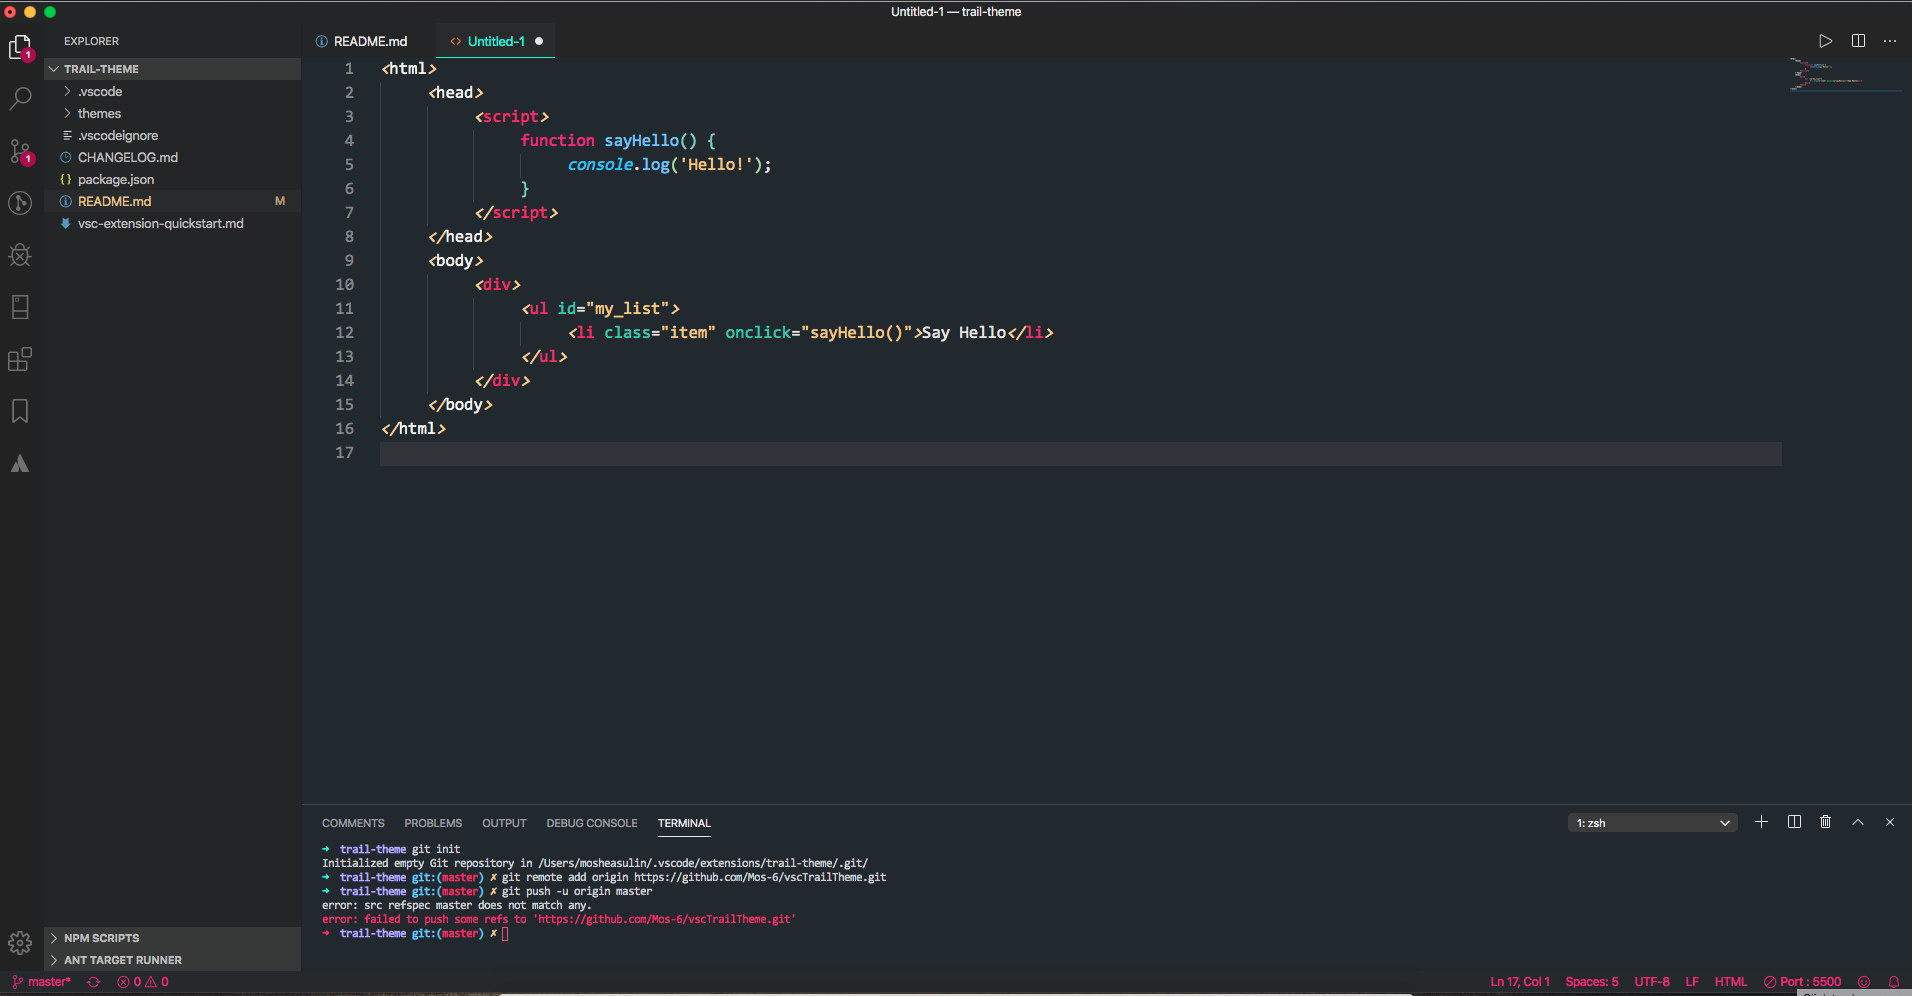 Untitled-1 — trail-theme
EXPLORER
TRAIL-THEME
.vscode
themes
.vscodeignore
CHANGELOG.md
{} package.json
README.md M
vsc-extension-quickstart.md
NPM SCRIPTS
ANT TARGET RUNNER
1
1
README.md
<> Untitled-1
1 <html>
2 <head>
3 <script>
4 function sayHello() {
5 console.log('Hello!');
6 }
7 </script>
8 </head>
9 <body>
10 <div>
11 <ul id="my_list">
12 <li class="item" onclick="sayHello()">Say Hello</li>
13 </ul>
14 </div>
15 </body>
16 </html>
17
COMMENTS PROBLEMS OUTPUT DEBUG CONSOLE TERMINAL
1: zsh
→ trail-theme git init
Initialized empty Git repository in /Users/mosheasulin/.vscode/extensions/trail-theme/.git/
→ trail-theme git:(master) ✗ git remote add origin https://github.com/Mos-6/vscTrailTheme.git
→ trail-theme git:(master) ✗ git push -u origin master
error: src refspec master does not match any.
error: failed to push some refs to 'https://github.com/Mos-6/vscTrailTheme.git'
→ trail-theme git:(master) ✗
master* 0 0
Ln 17, Col 1 Spaces: 5 UTF-8 LF HTML Port : 5500